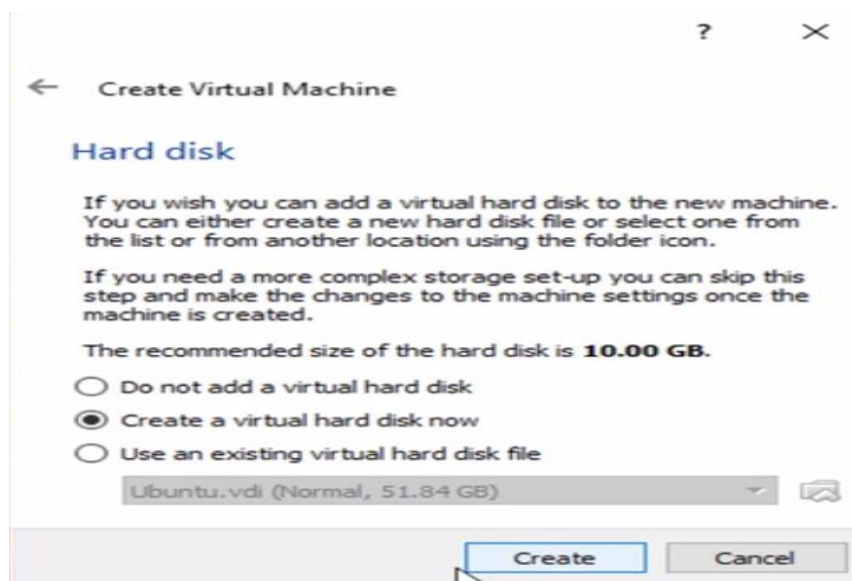 ?
Create Virtual Machine
Hard disk
If you wish you can add a virtual hard disk to the new machine.
You can either create a new hard disk file or select one from
the list or from another location using the folder icon.
If you need a more complex storage set-up you can skip this
step and make the changes to the machine settings once the
machine is created.
The recommended size of the hard disk is 10.00 GB.
Do not add a virtual hard disk
Create a virtual hard disk now
Use an existing virtual hard disk file
Ubuntu.vdi (Normal, 51.84 GB)
Create Cancel